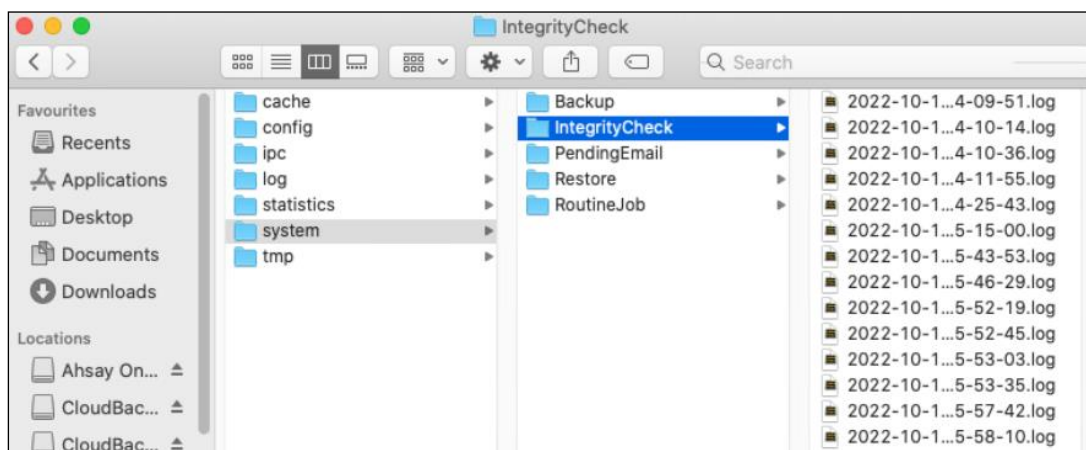 IntegrityCheck
Search
Favourites
Recents
Applications
Desktop
Documents
Downloads
Locations
Ahsay On...
CloudBac...
CloudBac...
cache
config
ipc
log
statistics
system
tmp
Backup
IntegrityCheck
PendingEmail
Restore
RoutineJob
2022-10-1...4-09-51.log
2022-10-1...4-10-14.log
2022-10-1...4-10-36.log
2022-10-1...4-11-55.log
2022-10-1...4-25-43.log
2022-10-1...5-15-00.log
2022-10-1...5-43-53.log
2022-10-1...5-46-29.log
2022-10-1...5-52-19.log
2022-10-1...5-52-45.log
2022-10-1...5-53-03.log
2022-10-1...5-53-35.log
2022-10-1...5-57-42.log
2022-10-1...5-58-10.log